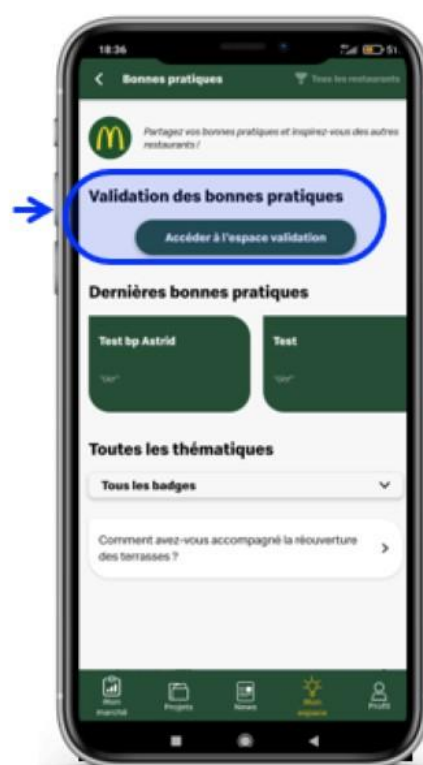 18:36
51
Bonnes pratiques
Tous les restaurants
Partagez vos bonnes pratiques et inspirez-vous des autres
restaurants !
Validation des bonnes pratiques
Accéder à l'espace validation
Dernières bonnes pratiques
Test bp Astrid
Test
Toutes les thématiques
Tous les badges
Comment avez-vous accompagné la réouverture
des terrasses ?
Mon
marché
Projets
News
Mon
espace
Profil